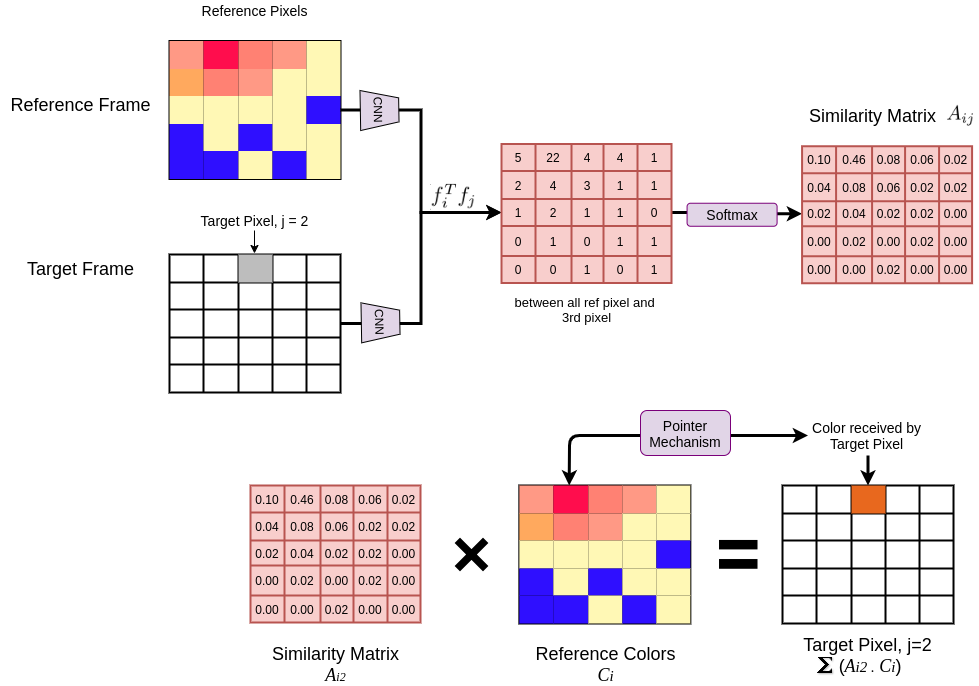 Reference Pixels
Reference Frame
CNN
Target Pixel, j = 2
Target Frame
CNN
f_i^T f_j
5 22 4 4 1
2 4 3 1 1
1 2 1 1 0
0 1 0 1 1
0 0 1 0 1
between all ref pixel and
3rd pixel
Softmax
Similarity Matrix A_{ij}
0.10 0.46 0.08 0.06 0.02
0.04 0.08 0.06 0.02 0.02
0.02 0.04 0.02 0.02 0.00
0.00 0.02 0.00 0.02 0.00
0.00 0.00 0.02 0.00 0.00
Pointer
Mechanism
Color received by
Target Pixel
0.10 0.46 0.08 0.06 0.02
0.04 0.08 0.06 0.02 0.02
0.02 0.04 0.02 0.02 0.00
0.00 0.02 0.00 0.02 0.00
0.00 0.00 0.02 0.00 0.00
×
=
Similarity Matrix
A_{i2}
Reference Colors
C_i
Target Pixel, j=2
Σ (A_{i2} . C_i)